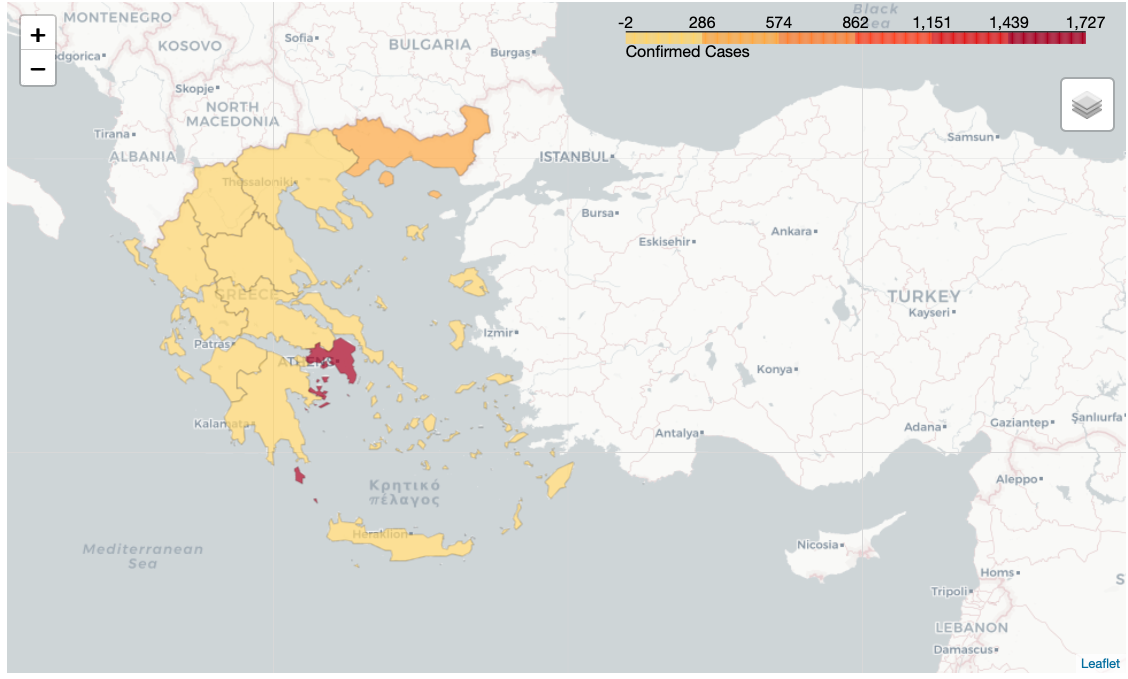 +
−
-2 286 574 862 1,151 1,439 1,727
Confirmed Cases
Black
Sea
MONTENEGRO
KOSOVO
Sofia
BULGARIA
Burgas
dgorica
Skopje
NORTH
MACEDONIA
Tirana
ALBANIA
ISTANBUL
Samsun
Thessaloniki
Bursa
Eskisehir
Ankara
GREECE
TURKEY
Kayseri
Izmir
Patras
ATHENS
Konya
Kalamata
Antalya
Adana
Gaziantep
Şanlıurfa
Aleppo
Κρητικό
πέλαγος
Heraklion
Mediterranean
Sea
Nicosia
Homs
S
Tripoli
LEBANON
Damascus
Leaflet